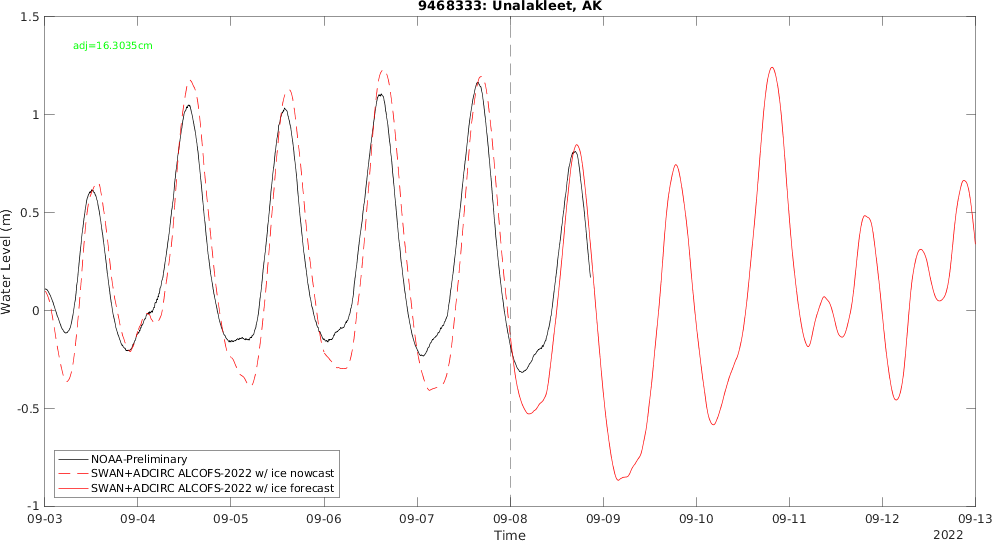 9468333: Unalakleet, AK
adj=16.3035cm
Water Level (m)
1.5
1
0.5
0
-0.5
-1
NOAA-Preliminary
SWAN+ADCIRC ALCOFS-2022 w/ ice nowcast
SWAN+ADCIRC ALCOFS-2022 w/ ice forecast
09-03 09-04 09-05 09-06 09-07 09-08 09-09 09-10 09-11 09-12 09-13
Time
2022